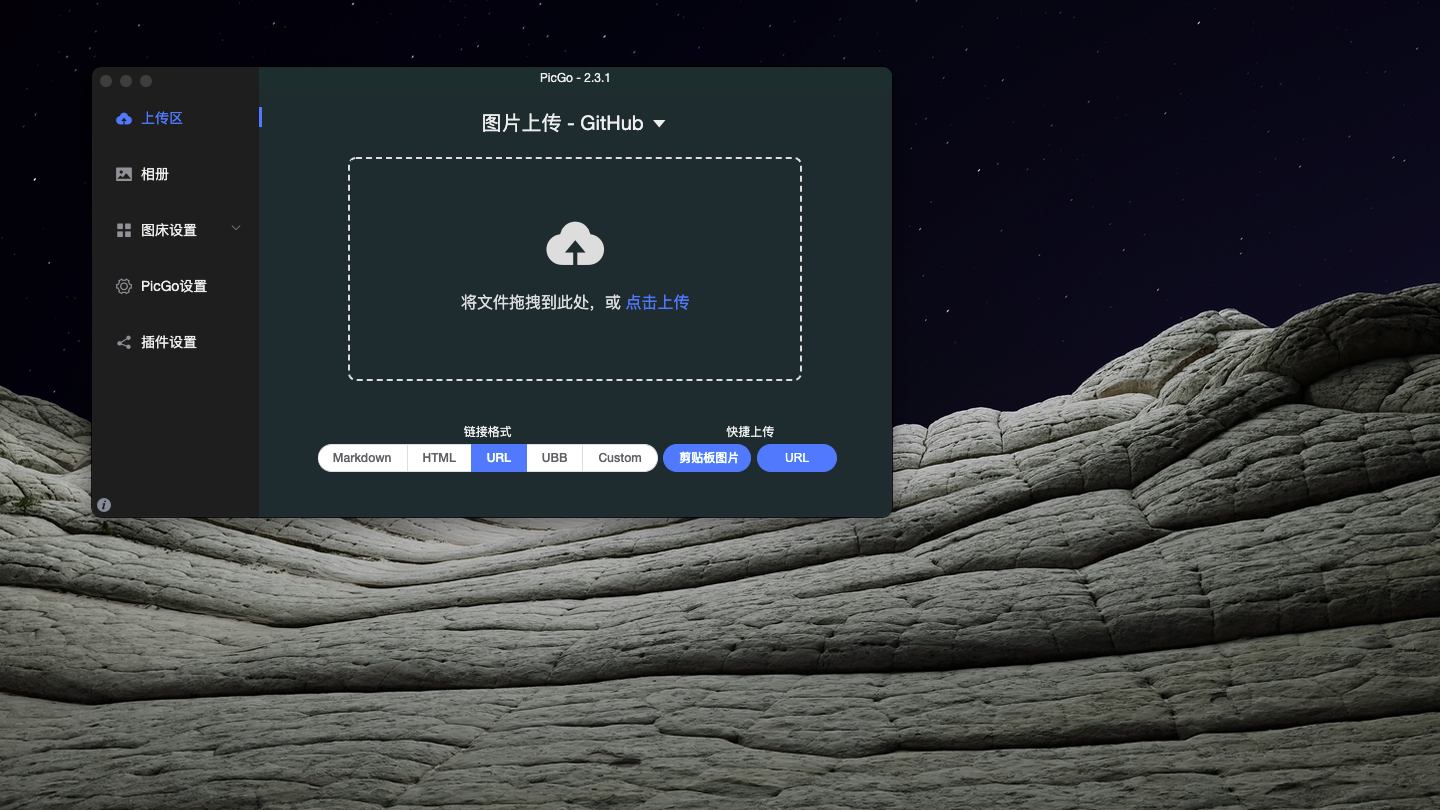 PicGo - 2.3.1
上传区
相册
图床设置
PicGo设置
插件设置
图片上传 - GitHub
将文件拖拽到此处，或 点击上传
链接格式
快捷上传
Markdown HTML URL UBB Custom 剪贴板图片 URL